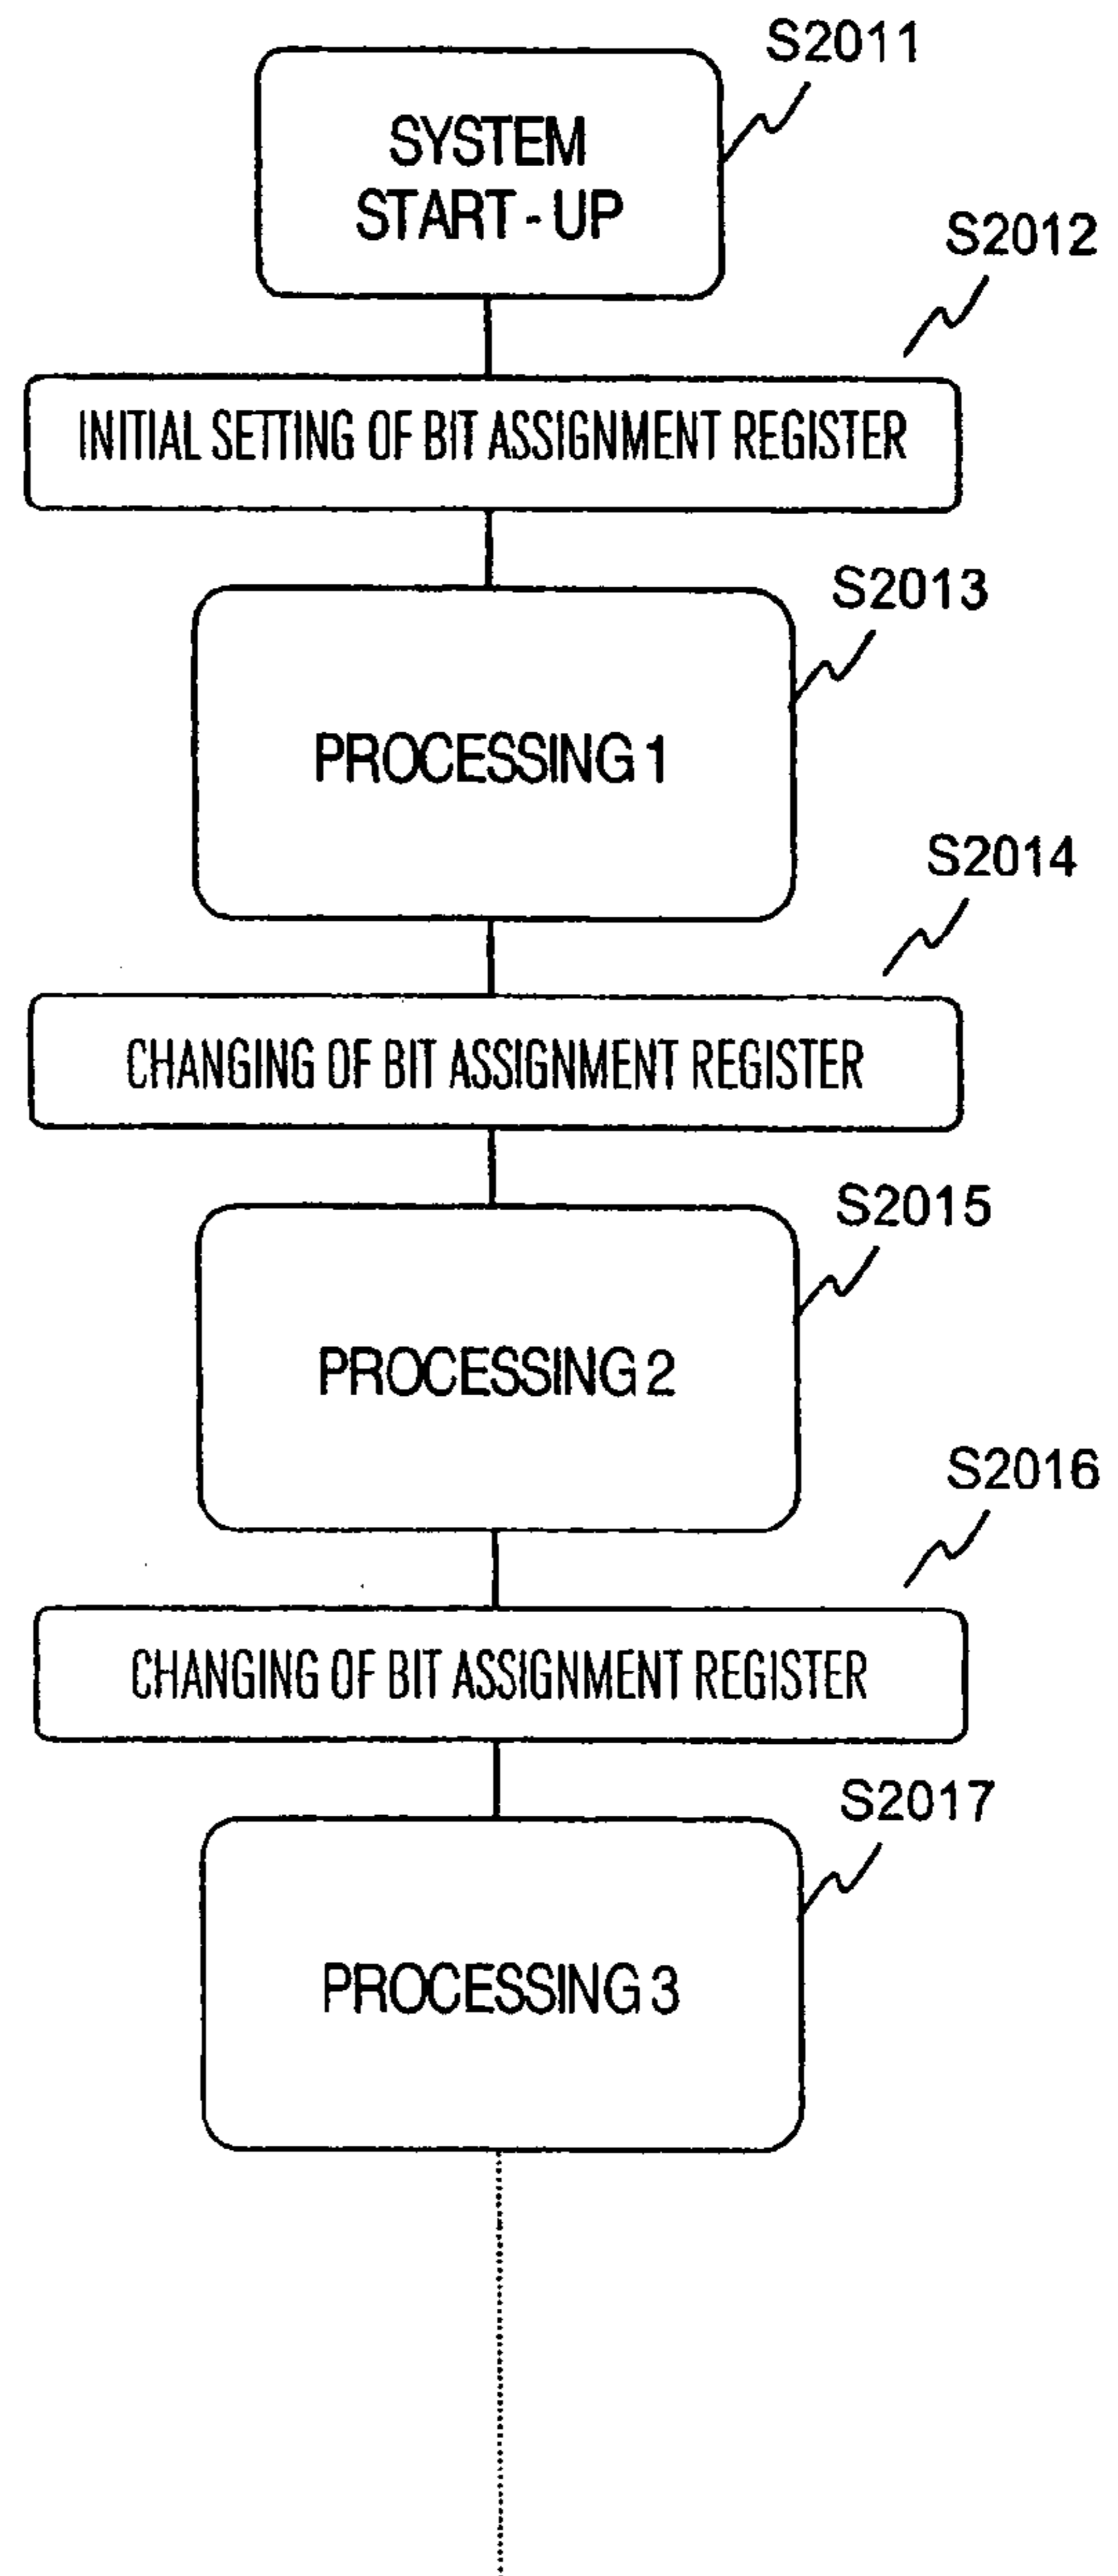 S2011
SYSTEM
START - UP
S2012
INITIAL SETTING OF BIT ASSIGNMENT REGISTER
S2013
PROCESSING 1
S2014
CHANGING OF BIT ASSIGNMENT REGISTER
S2015
PROCESSING 2
S2016
CHANGING OF BIT ASSIGNMENT REGISTER
S2017
PROCESSING 3